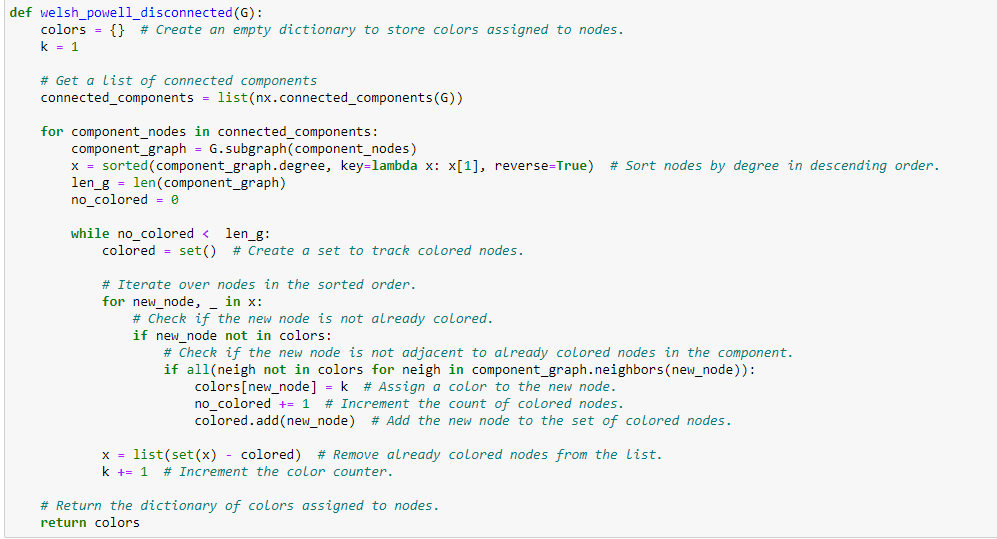 def welsh_powell_disconnected(G):
    colors = {}  # Create an empty dictionary to store colors assigned to nodes.
    k = 1
    # Get a list of connected components
    connected_components = list(nx.connected_components(G))
    for component_nodes in connected_components:
        component_graph = G.subgraph(component_nodes)
        x = sorted(component_graph.degree, key=lambda x: x[1], reverse=True)  # Sort nodes by degree in descending order.
        len_g = len(component_graph)
        no_colored = 0
        while no_colored <  len_g:
            colored = set()  # Create a set to track colored nodes.
            # Iterate over nodes in the sorted order.
            for new_node, _ in x:
                # Check if the new node is not already colored.
                if new_node not in colors:
                    # Check if the new node is not adjacent to already colored nodes in the component.
                    if all(neigh not in colors for neigh in component_graph.neighbors(new_node)):
                        colors[new_node] = k  # Assign a color to the new node.
                        no_colored += 1  # Increment the count of colored nodes.
                        colored.add(new_node)  # Add the new node to the set of colored nodes.
            x = list(set(x) - colored)  # Remove already colored nodes from the list.
            k += 1  # Increment the color counter.
    # Return the dictionary of colors assigned to nodes.
    return colors